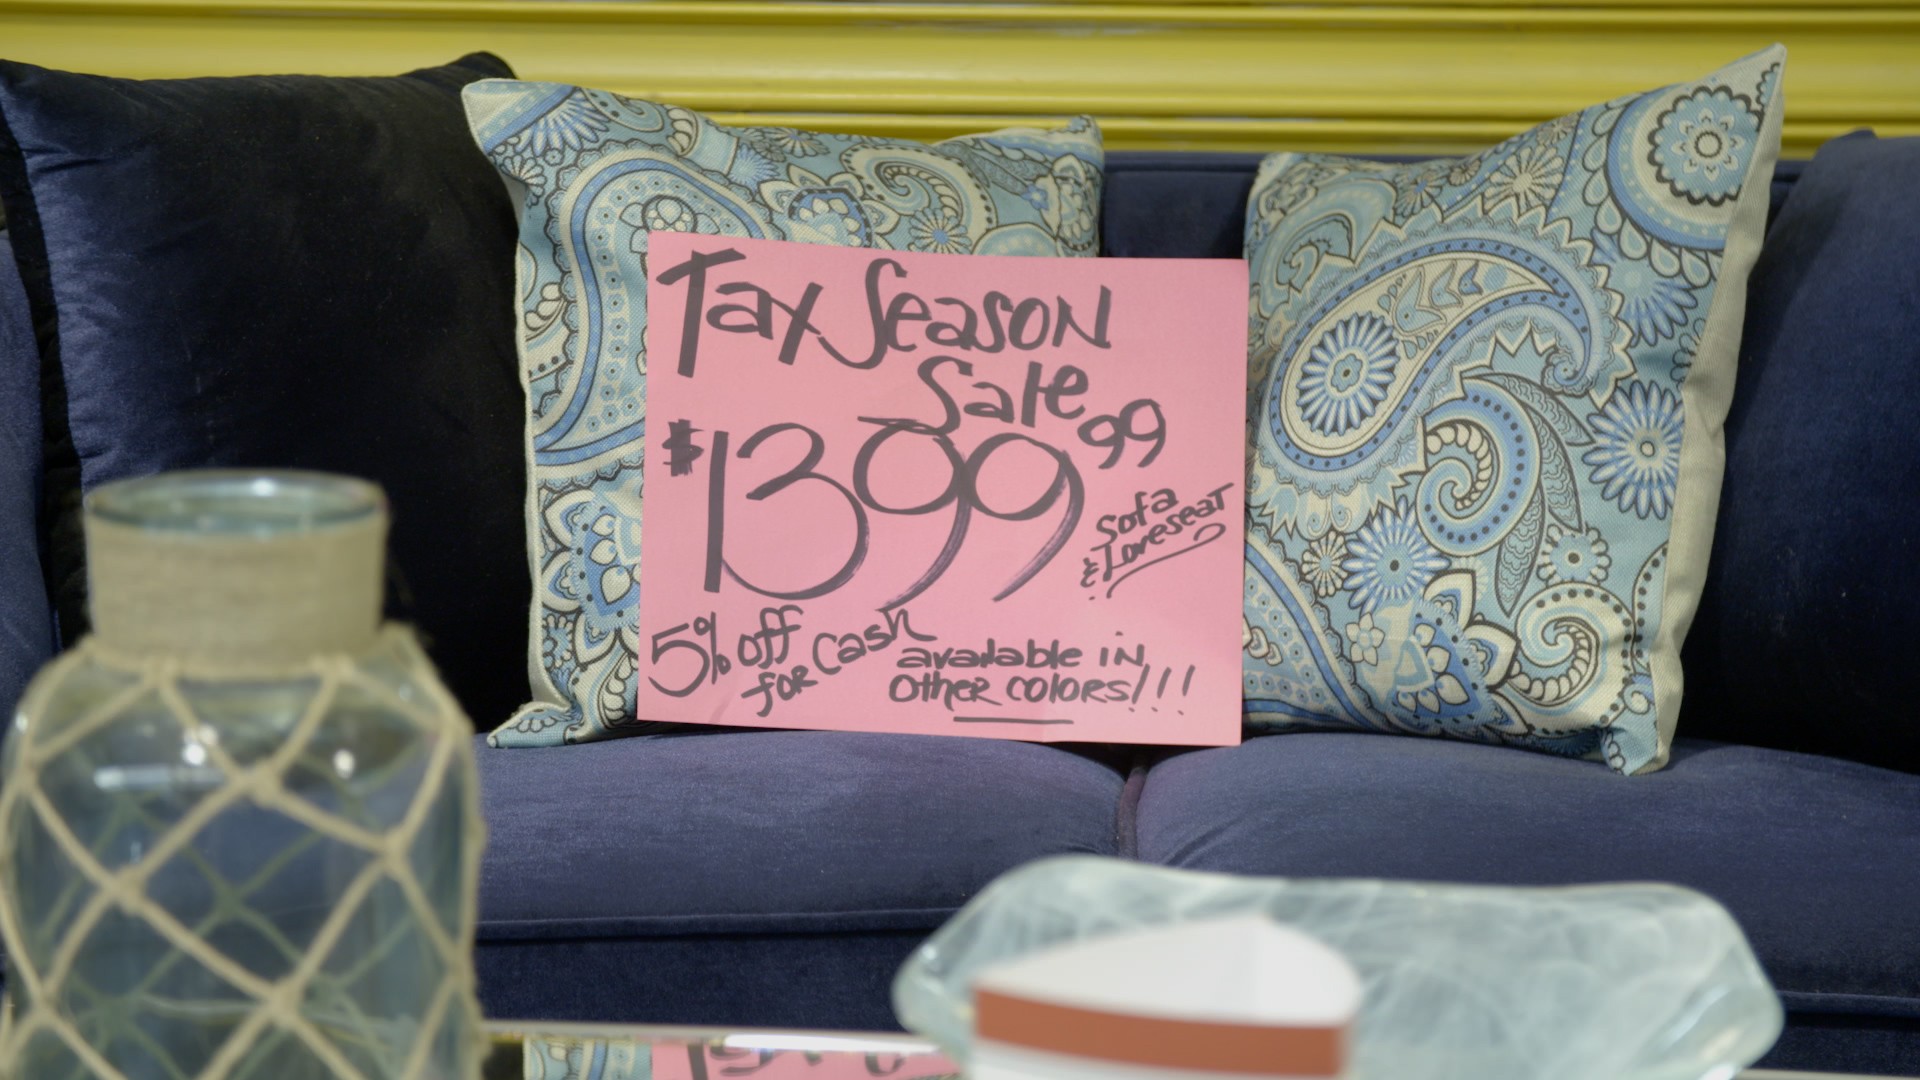 Tax Season
Sale
$1399 99
Sofa
& Loveseat
5% off
for Cash
available in
other colors!!!